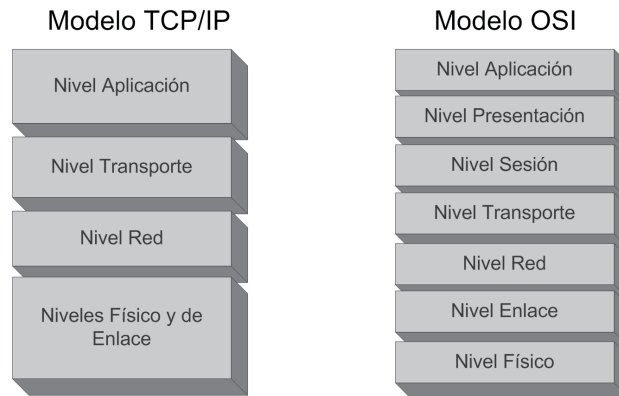 Modelo TCP/IP
Nivel Aplicación
Nivel Transporte
Nivel Red
Niveles Físico y de
Enlace
Modelo OSI
Nivel Aplicación
Nivel Presentación
Nivel Sesión
Nivel Transporte
Nivel Red
Nivel Enlace
Nivel Físico